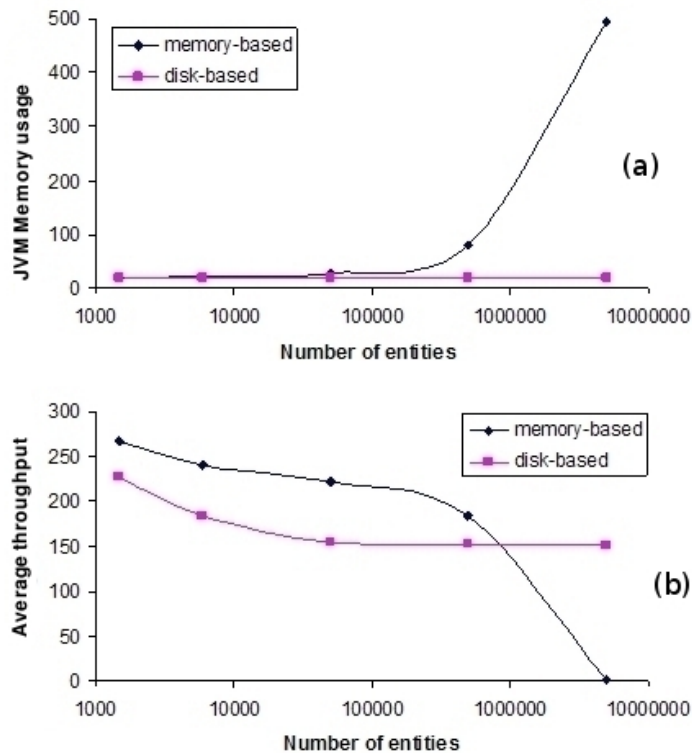 500
400
300
200
100
0
JVM Memory usage
memory-based
disk-based
(a)
1000 10000 100000 1000000 10000000
Number of entities
300
250
200
150
100
50
0
Average throughput
memory-based
disk-based
(b)
1000 10000 100000 1000000 10000000
Number of entities